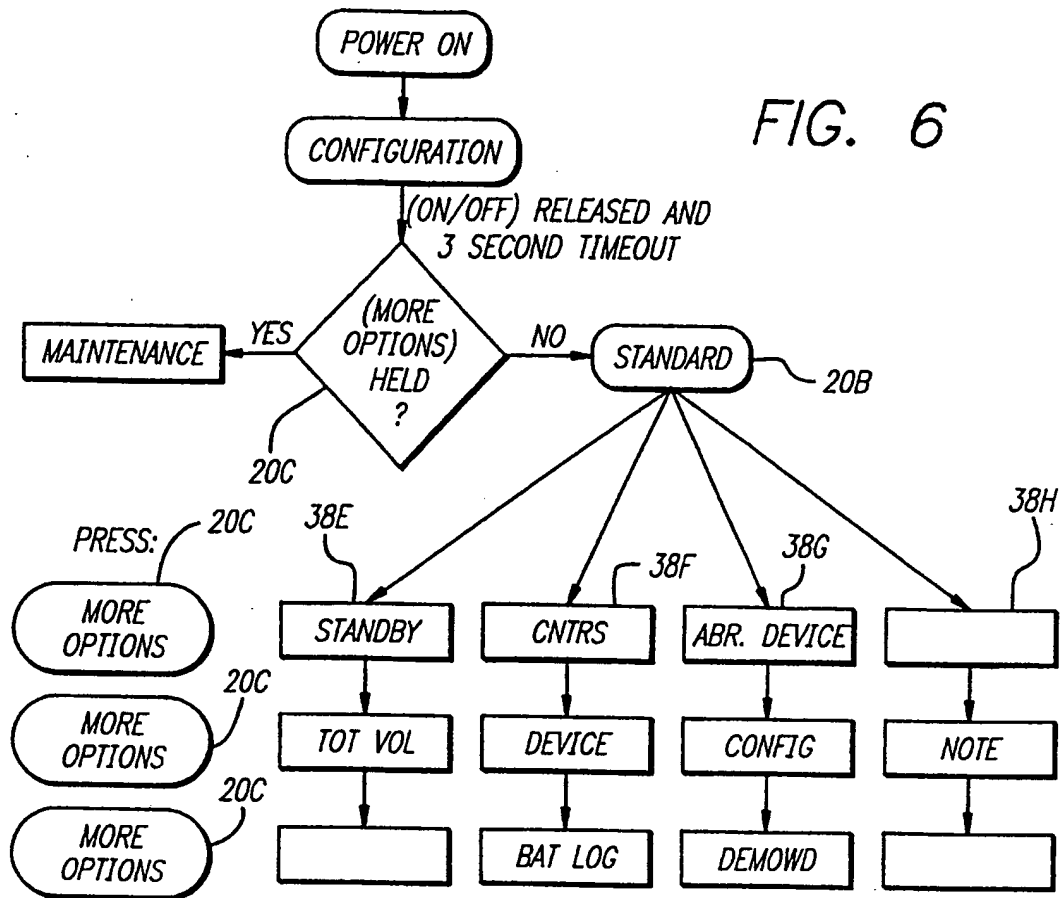 POWER ON
FIG. 6
CONFIGURATION
(ON/OFF) RELEASED AND
3 SECOND TIMEOUT
(MORE
OPTIONS)
HELD
?
YES
NO
MAINTENANCE
STANDARD
20B
20C
PRESS:
20C
38E
38F
38G
38H
MORE
OPTIONS
STANDBY
CNTRS
ABR. DEVICE
20C
MORE
OPTIONS
TOT VOL
DEVICE
CONFIG
NOTE
20C
MORE
OPTIONS
BAT LOG
DEMOWD